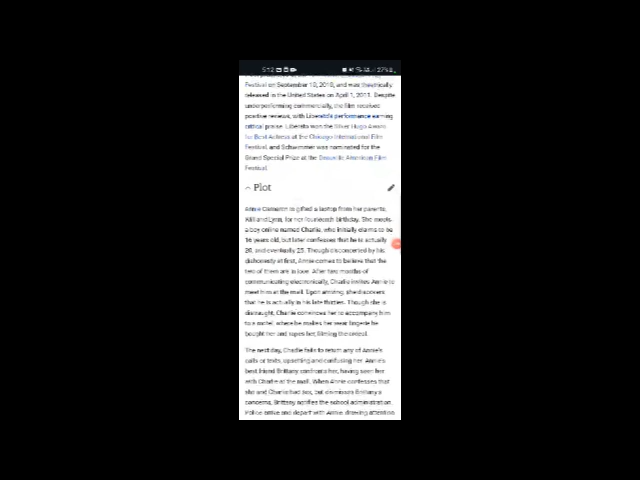 5:12
Festival on September 10, 2010, and was theatrically
released in the United States on April 1, 2011. Despite
underperforming commercially, the film received
positive reviews, with Liberato's performance earning
critical praise. Liberato won the Silver Hugo Award
for Best Actress at the Chicago International Film
Festival, and Schwimmer was nominated for the
Grand Special Prize at the Deauville American Film
Festival.
Plot
Annie Cameron is gifted a laptop from her parents,
Will and Lynn, for her fourteenth birthday. She meets
a boy online named Charlie, who initially claims to be
16 years old, but later confesses that he is actually
20, and eventually 25. Though disconcerted by his
dishonesty at first, Annie comes to believe that the
two of them are in love. After two months of
communicating electronically, Charlie invites Annie to
meet him at the mall. Upon arriving, she discovers
that he is actually in his late thirties. Though she is
distraught, Charlie convinces her to accompany him
to a motel, where he makes her wear lingerie he
bought her and rapes her, filming the
The next day, Charlie fails to return any of Annie's
calls or texts, upsetting and confusing her. Annie's
best friend Brittany confronts her, having seen her
with Charlie at the mall. When Annie confesses that
she and Charlie had sex, but dismisses Brittany's
concerns, Brittany notifies the school administration.
Police arrive and depart with Annie, drawing attention